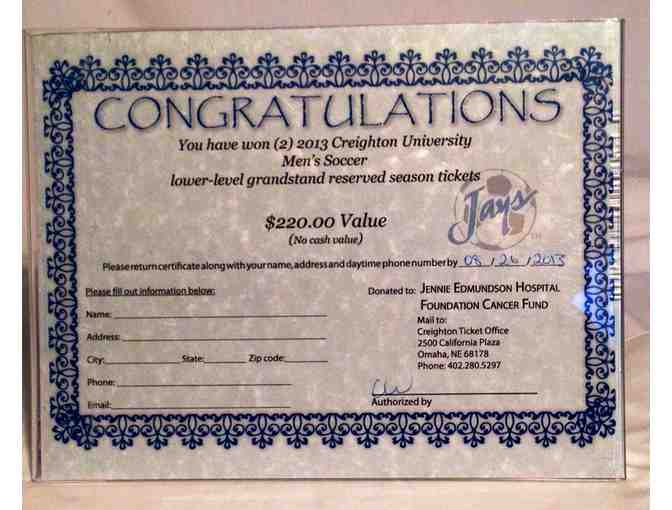 CONGRATULATIONS
You have won (2) 2013 Creighton University
Men's Soccer
lower-level grandstand reserved season tickets
Jays
TM
$220.00 Value
(No cash value)
Please return certificate along with your name, address and daytime phone number by 08 / 26 / 2013
Please fill out information below:
Name:
Address:
City: State: Zip code:
Phone:
Email:
Donated to: JENNIE EDMUNDSON HOSPITAL
FOUNDATION CANCER FUND
Mail to:
Creighton Ticket Office
2500 California Plaza
Omaha, NE 68178
Phone: 402.280.5297
CW
Authorized by